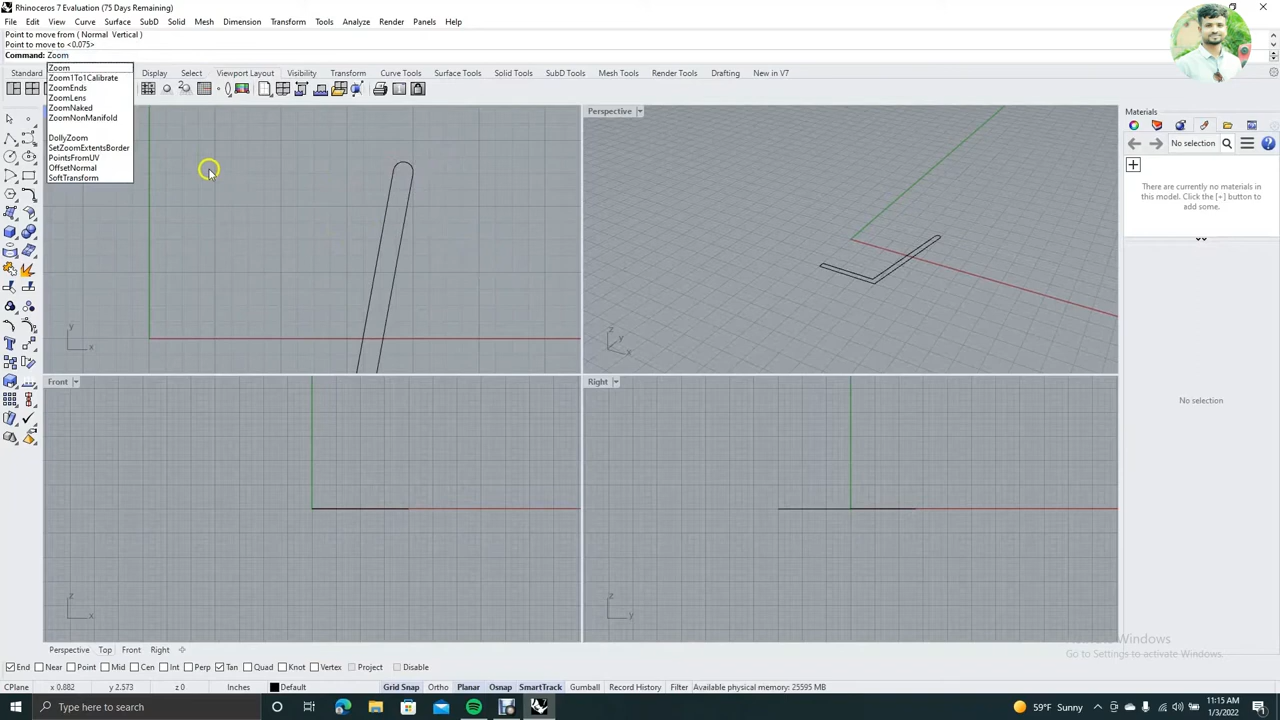 Rhinoceros 7 Evaluation (75 Days Remaining)
File Edit View Curve Surface SubD Solid Mesh Dimension Transform Tools Analyze Render Panels Help
Point to move from ( Normal Vertical )
Point to move to <0.075>
Command: Zoom
Zoom
Zoom1To1Calibrate
ZoomEnds
ZoomLens
ZoomNaked
ZoomNonManifold
DollyZoom
SetZoomExtentsBorder
PointsFromUV
OffsetNormal
SoftTransform
Standard Display Select Viewport Layout Visibility Transform Curve Tools Surface Tools Solid Tools SubD Tools Mesh Tools Render Tools Drafting New in V7
Perspective
y
x
z
y
x
Materials
No selection
There are currently no materials in
this model. Click the [+] button to
add some.
Front
z
x
Right
z
y
No selection
Perspective Top Front Right
Go to Settings to activate Windows.
End Near Point Mid Cen Int Perp Tan Quad Knot Vertex Project Disable
CPlane x 0.882 y 2.573 z 0 Inches Default Grid Snap Ortho Planar Osnap SmartTrack Gumball Record History Filter Available physical memory: 25595 MB
Type here to search
59°F Sunny
11:15 AM
1/3/2022